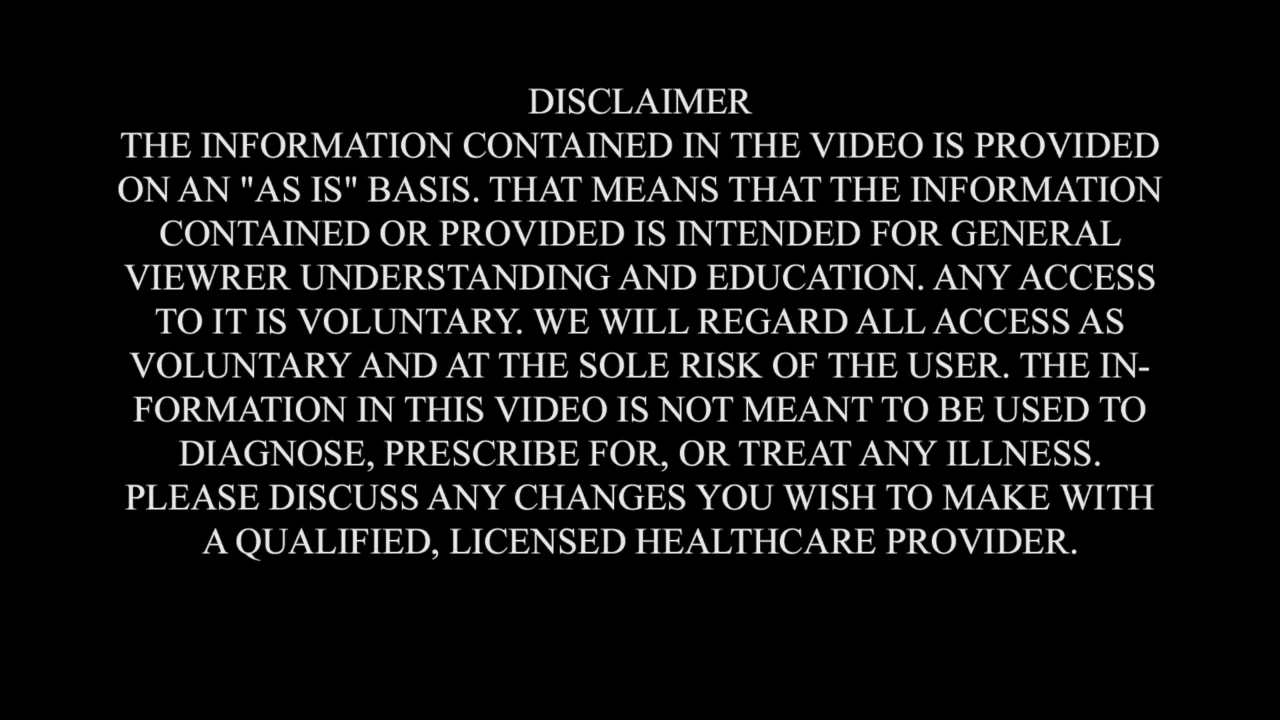 DISCLAIMER
THE INFORMATION CONTAINED IN THE VIDEO IS PROVIDED
ON AN "AS IS" BASIS. THAT MEANS THAT THE INFORMATION
CONTAINED OR PROVIDED IS INTENDED FOR GENERAL
VIEWRER UNDERSTANDING AND EDUCATION. ANY ACCESS
TO IT IS VOLUNTARY. WE WILL REGARD ALL ACCESS AS
VOLUNTARY AND AT THE SOLE RISK OF THE USER. THE IN-
FORMATION IN THIS VIDEO IS NOT MEANT TO BE USED TO
DIAGNOSE, PRESCRIBE FOR, OR TREAT ANY ILLNESS.
PLEASE DISCUSS ANY CHANGES YOU WISH TO MAKE WITH
A QUALIFIED, LICENSED HEALTHCARE PROVIDER.